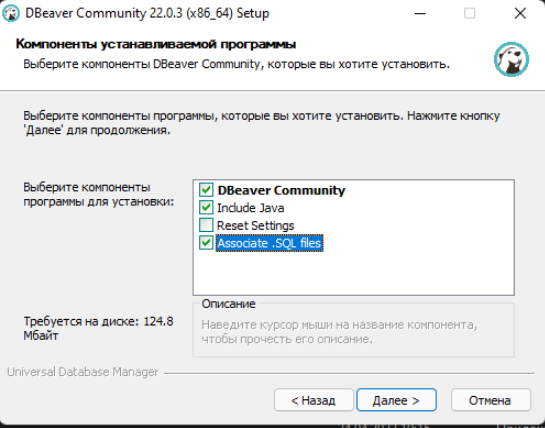 DBeaver Community 22.0.3 (x86_64) Setup
Компоненты устанавливаемой программы
Выберите компоненты DBeaver Community, которые вы хотите установить.
Выберите компоненты программы, которые вы хотите установить. Нажмите кнопку
'Далее' для продолжения.
Выберите компоненты
программы для установки:
DBeaver Community
Include Java
Reset Settings
Associate .SQL files
Требуется на диске: 124.8
Мбайт
Описание
Наведите курсор мыши на название компонента,
чтобы прочесть его описание.
Universal Database Manager
< Назад
Далее >
Отмена